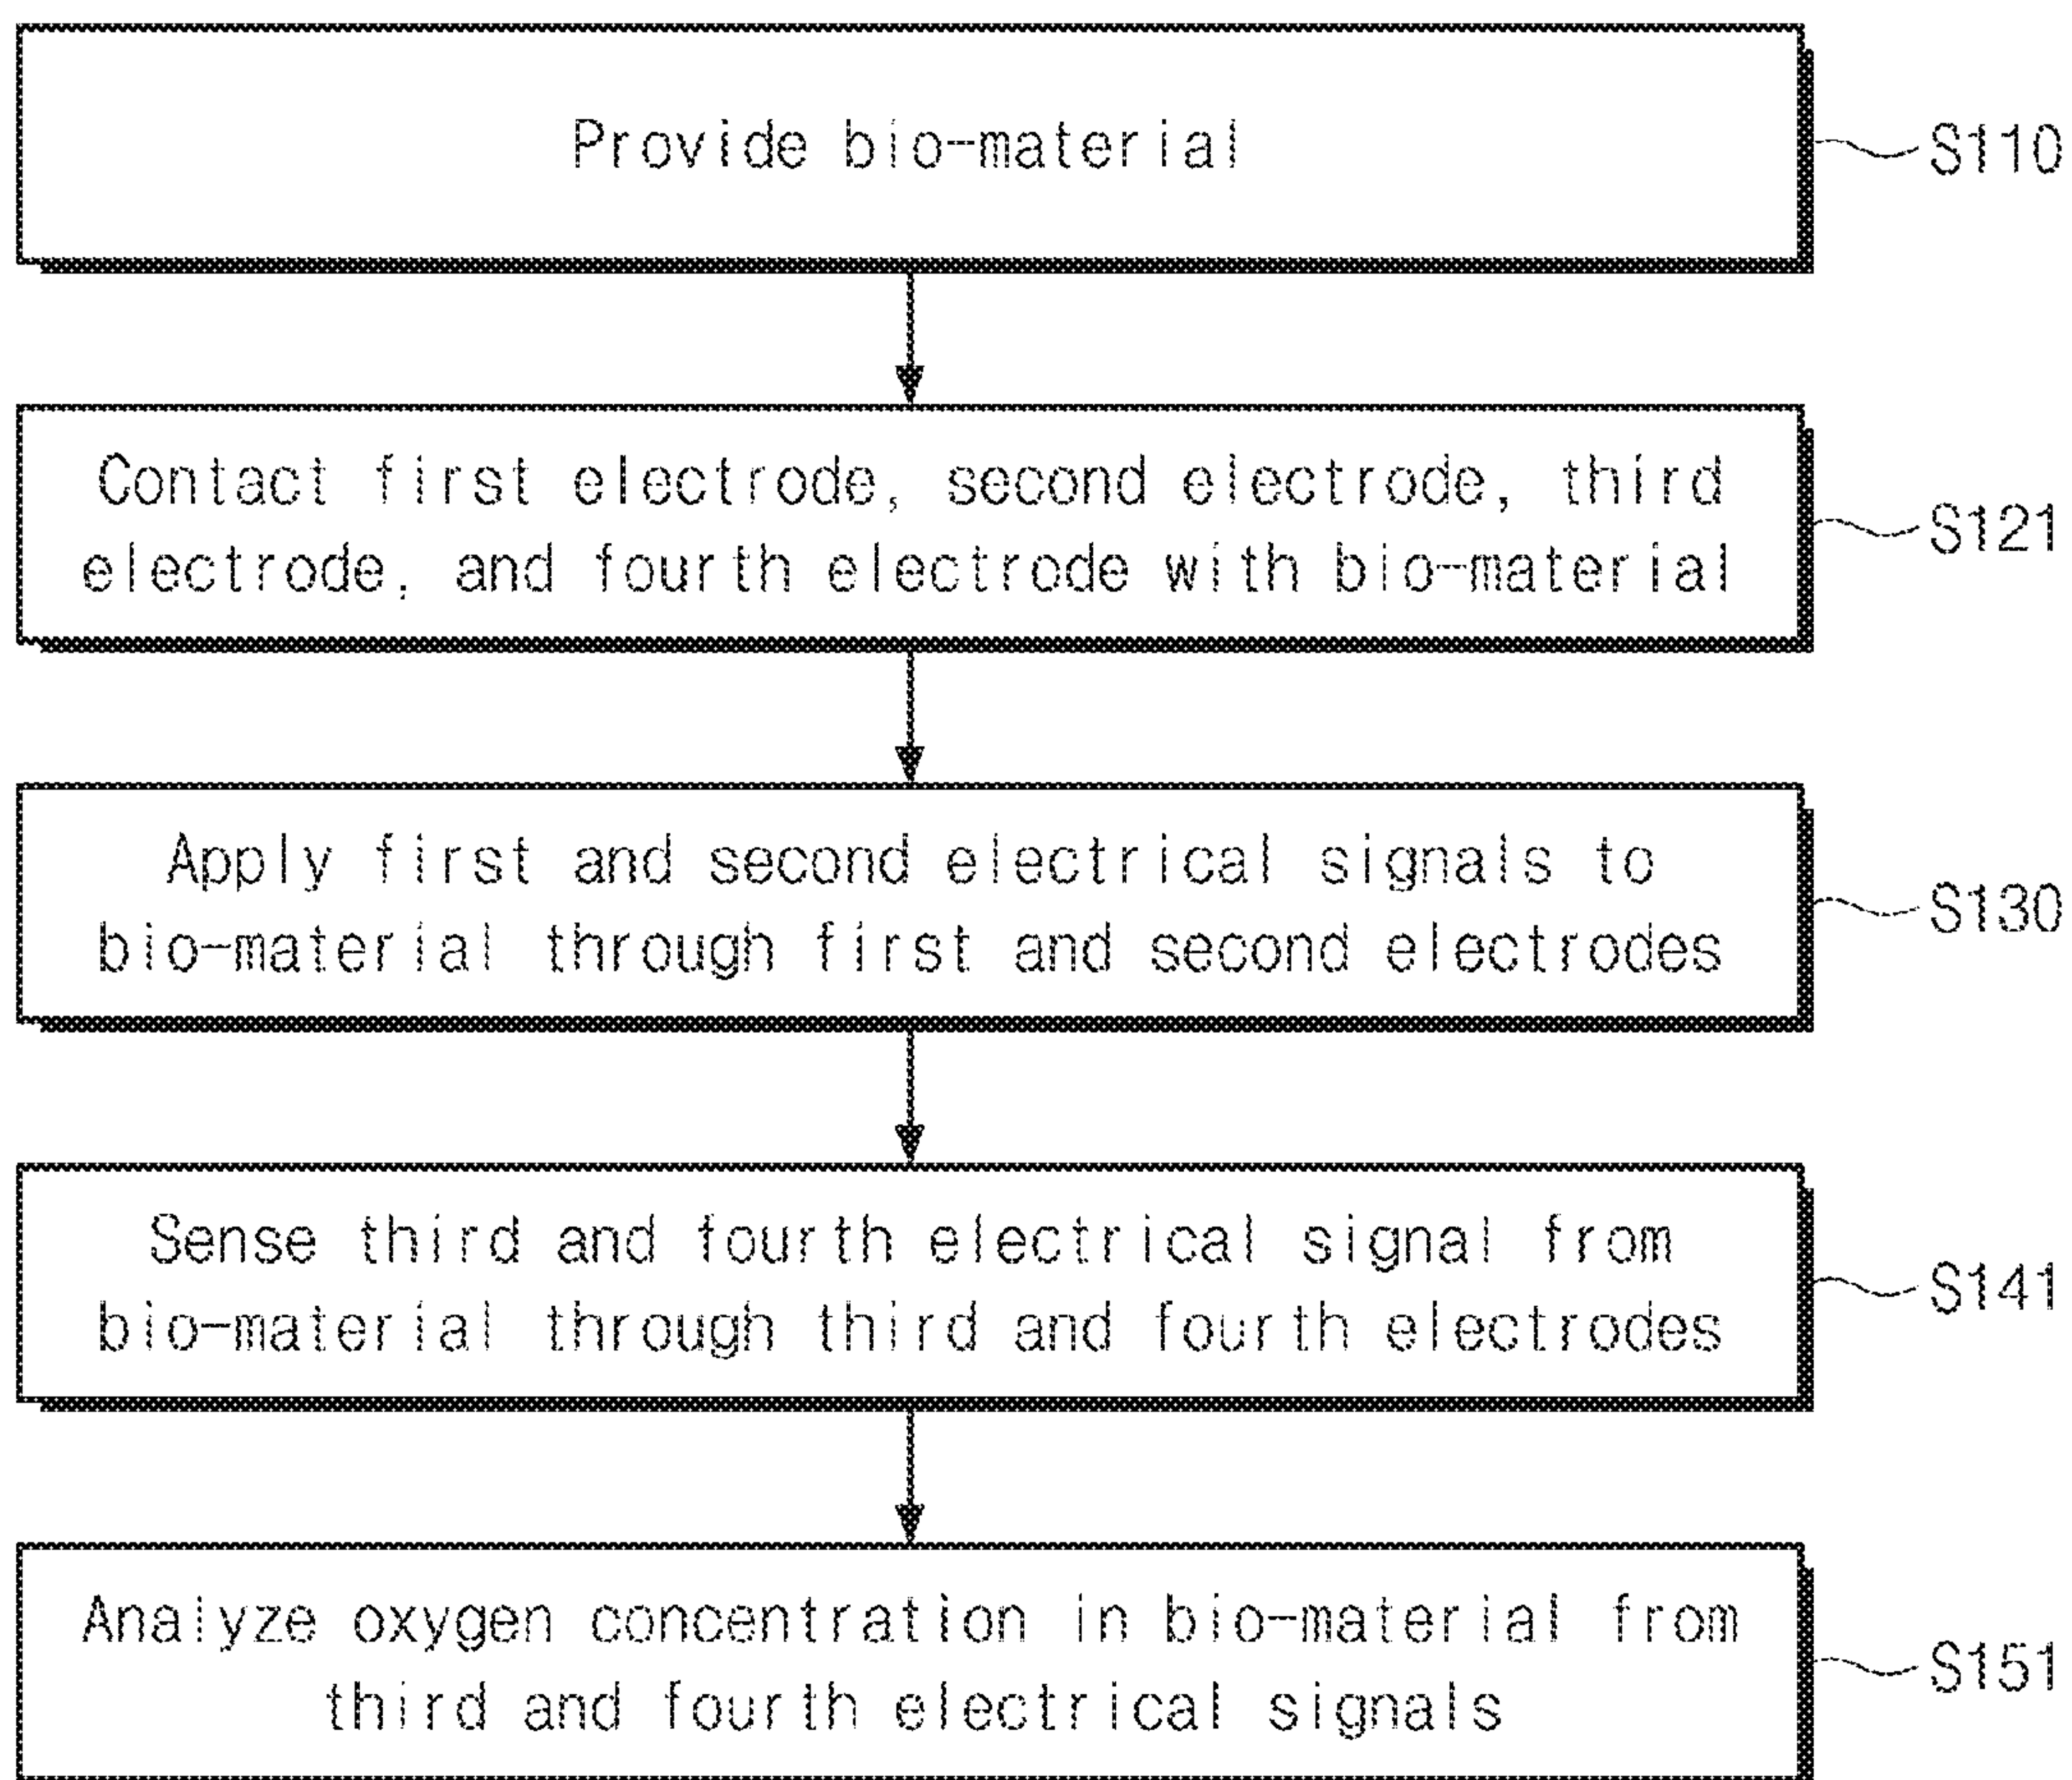 Provide bio-material
S110
Contact first electrode, second electrode, third
electrode, and fourth electrode with bio-material
S121
Apply first and second electrical signals to
bio-material through first and second electrodes
S130
Sense third and fourth electrical signal from
bio-material through third and fourth electrodes
S141
Analyze oxygen concentration in bio-material from
third and fourth electrical signals
S151